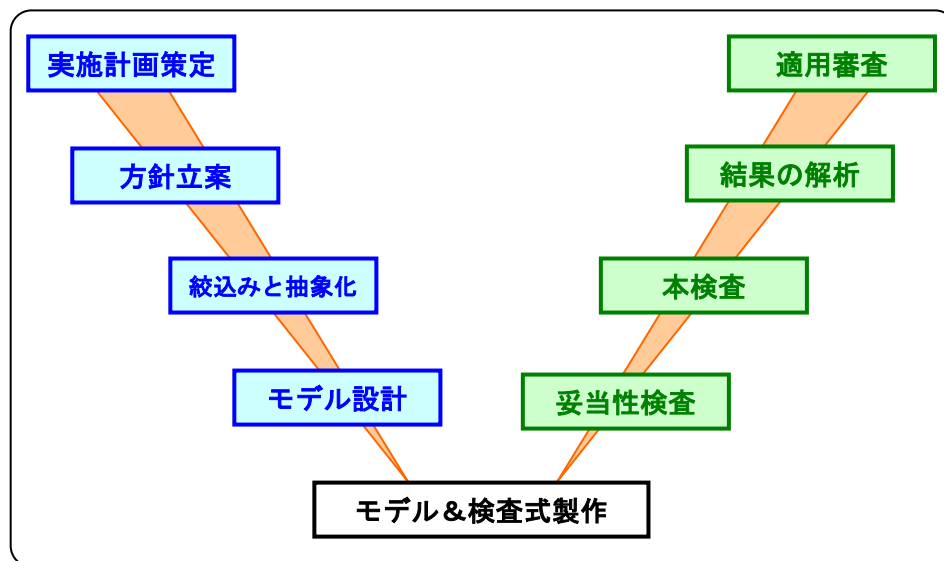 実施計画策定
適用審査
方針立案
結果の解析
絞込みと抽象化
本検査
モデル設計
妥当性検査
モデル＆検査式製作